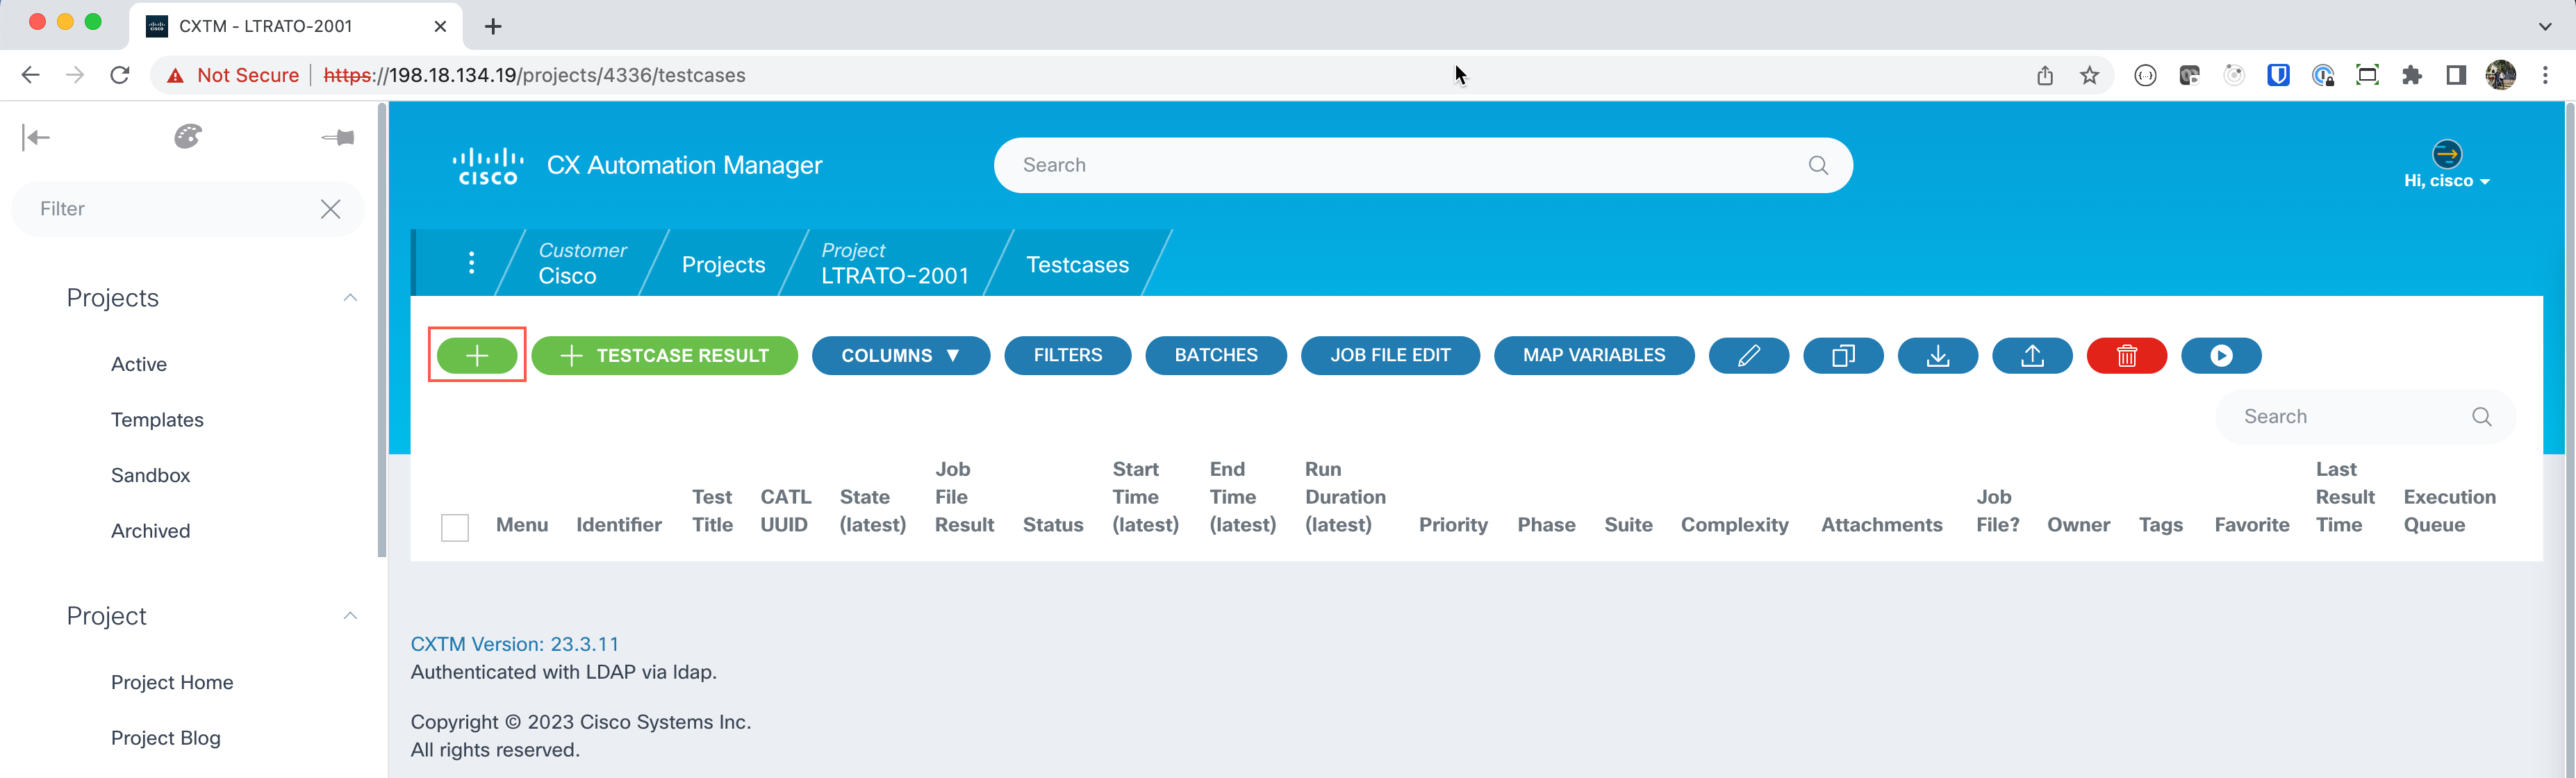 CXTM - LTRATO-2001
Not Secure | https://198.18.134.19/projects/4336/testcases
CISCO
CX Automation Manager
Search
Hi, cisco
Filter
Customer
Cisco
Projects
Project
LTRATO-2001
Testcases
Projects
Active
Templates
Sandbox
Archived
Project
Project Home
Project Blog
TESTCASE RESULT
COLUMNS ▼
FILTERS
BATCHES
JOB FILE EDIT
MAP VARIABLES
Search
Menu
Identifier
Test
Title
CATL
UUID
State
(latest)
Job
File
Result
Status
Start
Time
(latest)
End
Time
(latest)
Run
Duration
(latest)
Priority
Phase
Suite
Complexity
Attachments
Job
File?
Owner
Tags
Favorite
Last
Result
Time
Execution
Queue
CXTM Version: 23.3.11
Authenticated with LDAP via ldap.
Copyright © 2023 Cisco Systems Inc.
All rights reserved.